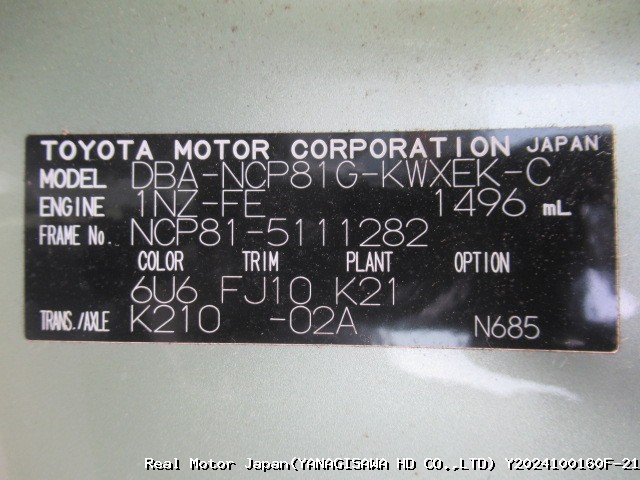 TOYOTA MOTOR CORPORATION JAPAN
MODEL DBA-NCP81G-KWXEK-C
ENGINE 1NZ-FE 1496 mL
FRAME No. NCP81-5111282
COLOR TRIM PLANT OPTION
6U6 FJ10 K21
TRANS./AXLE K210 -02A N685
Real Motor Japan(YANAGISAWA HD CO.,LTD) Y2024100160F-21